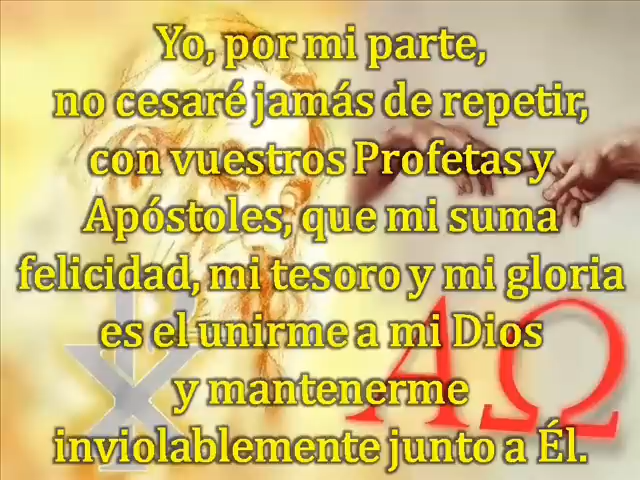 Yo, por mi parte,
no cesaré jamás de repetir,
con vuestros Profetas y
Apóstoles, que mi suma
felicidad, mi tesoro y mi gloria
es el unirme a mi Dios
y mantenerme
inviolablemente junto a Él.
ΑΩ